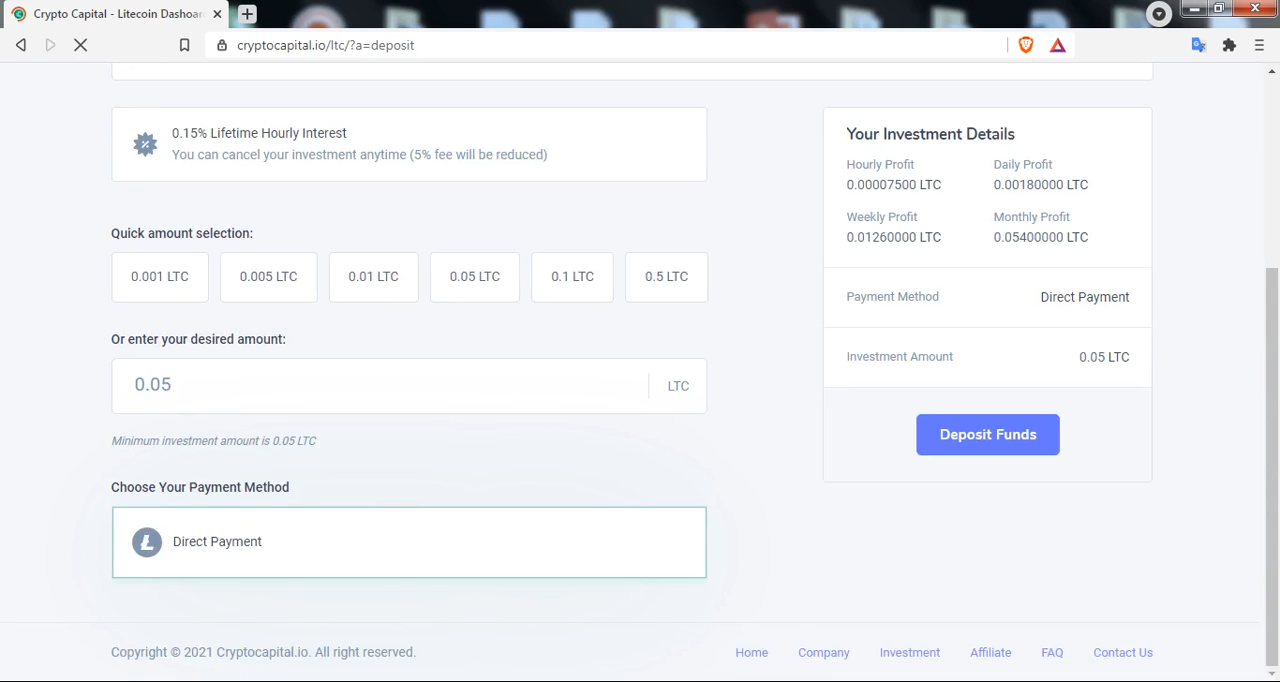 Crypto Capital - Litecoin Dashboar
cryptocapital.io/ltc/?a=deposit
0.15% Lifetime Hourly Interest
You can cancel your investment anytime (5% fee will be reduced)
Quick amount selection:
0.001 LTC 0.005 LTC 0.01 LTC 0.05 LTC 0.1 LTC 0.5 LTC
Or enter your desired amount:
0.05 LTC
Minimum investment amount is 0.05 LTC
Choose Your Payment Method
Direct Payment
Your Investment Details
Hourly Profit Daily Profit
0.00007500 LTC 0.00180000 LTC
Weekly Profit Monthly Profit
0.01260000 LTC 0.05400000 LTC
Payment Method Direct Payment
Investment Amount 0.05 LTC
Deposit Funds
Copyright © 2021 Cryptocapital.io. All right reserved.
Home Company Investment Affiliate FAQ Contact Us